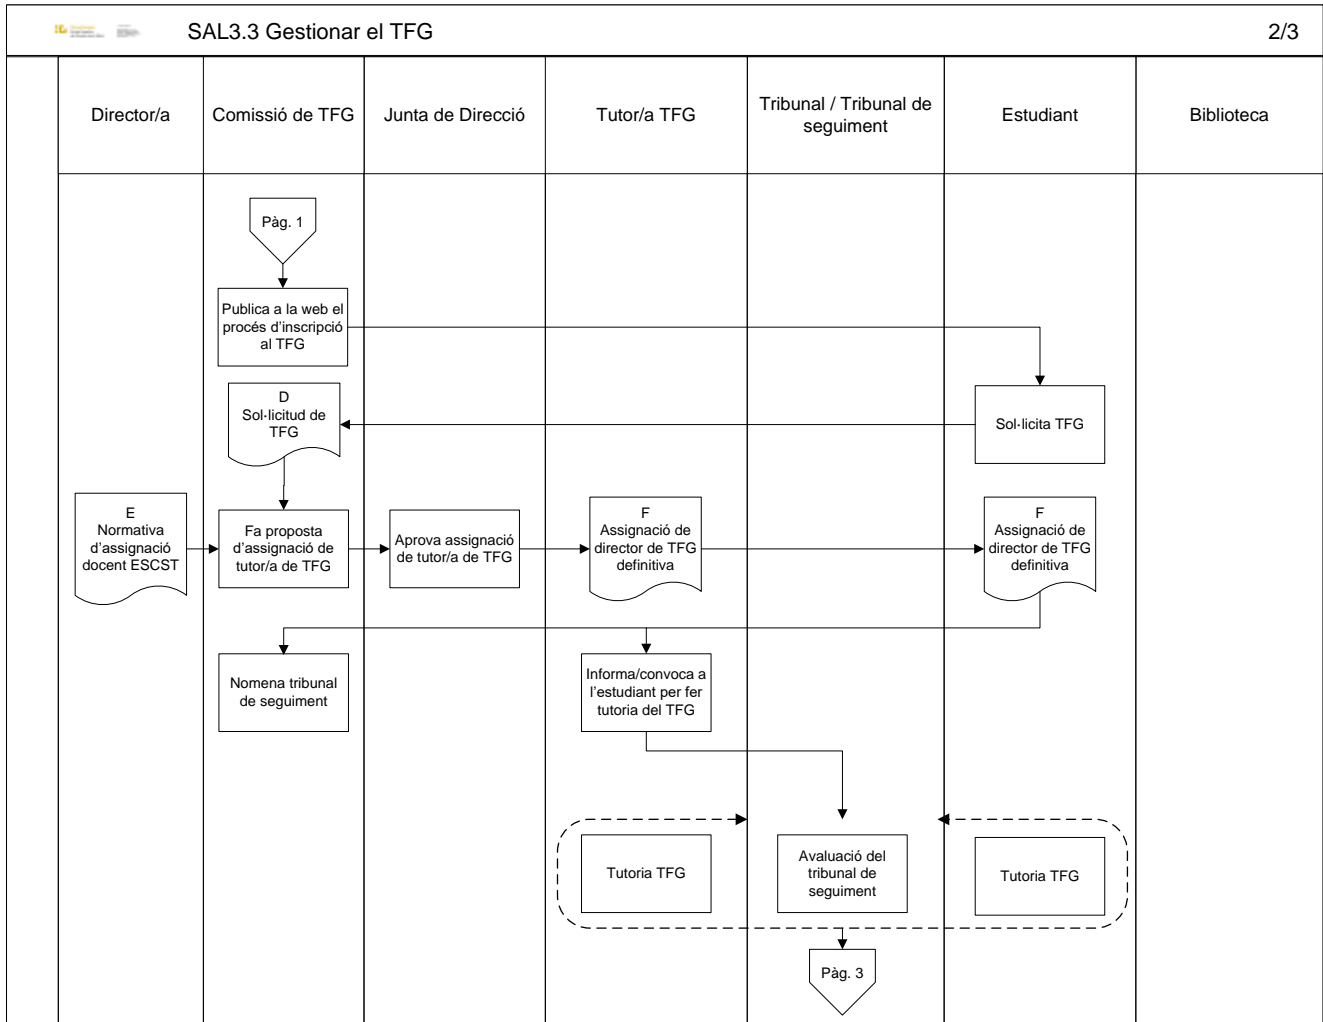 SAL3.3 Gestionar el TFG
2/3
Director/a
Comissió de TFG
Junta de Direcció
Tutor/a TFG
Tribunal / Tribunal de
seguiment
Estudiant
Biblioteca
Pàg. 1
Publica a la web el
procés d'inscripció
al TFG
D
Sol·licitud de
TFG
Sol·licita TFG
E
Normativa
d'assignació
docent ESCST
Fa proposta
d'assignació de
tutor/a de TFG
Aprova assignació
de tutor/a de TFG
F
Assignació de
director de TFG
definitiva
F
Assignació de
director de TFG
definitiva
Nomena tribunal
de seguiment
Informa/convoca a
l'estudiant per fer
tutoria del TFG
Tutoria TFG
Avaluació del
tribunal de
seguiment
Tutoria TFG
Pàg. 3